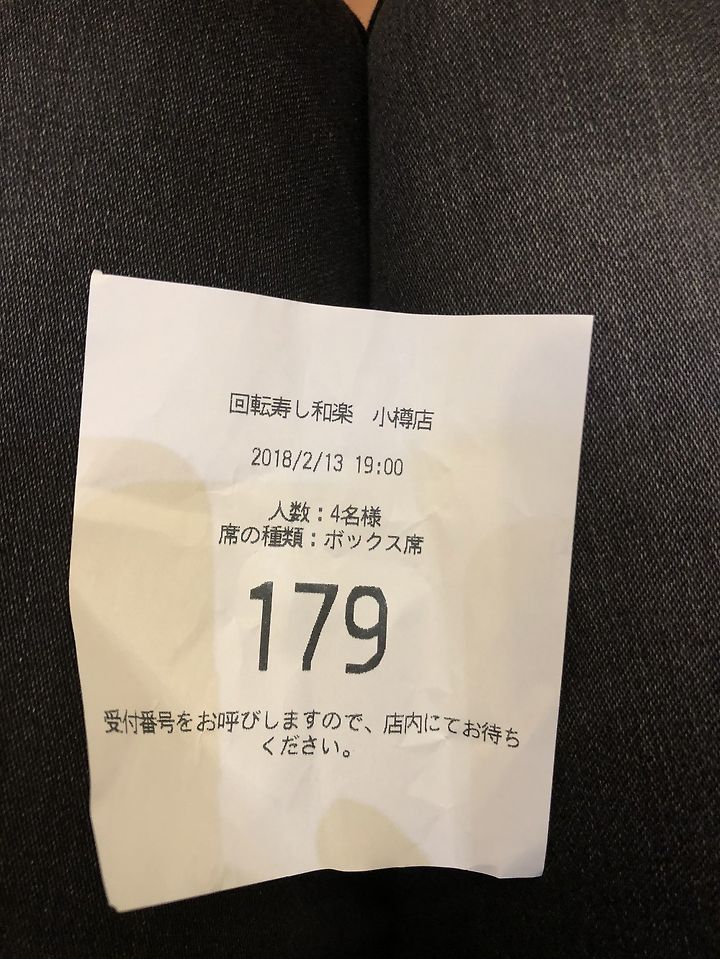 回転寿し和楽　小樽店
2018/2/13 19:00
人数：4名様
席の種類：ボックス席
179
受付番号をお呼びしますので、店内にてお待ち
ください。